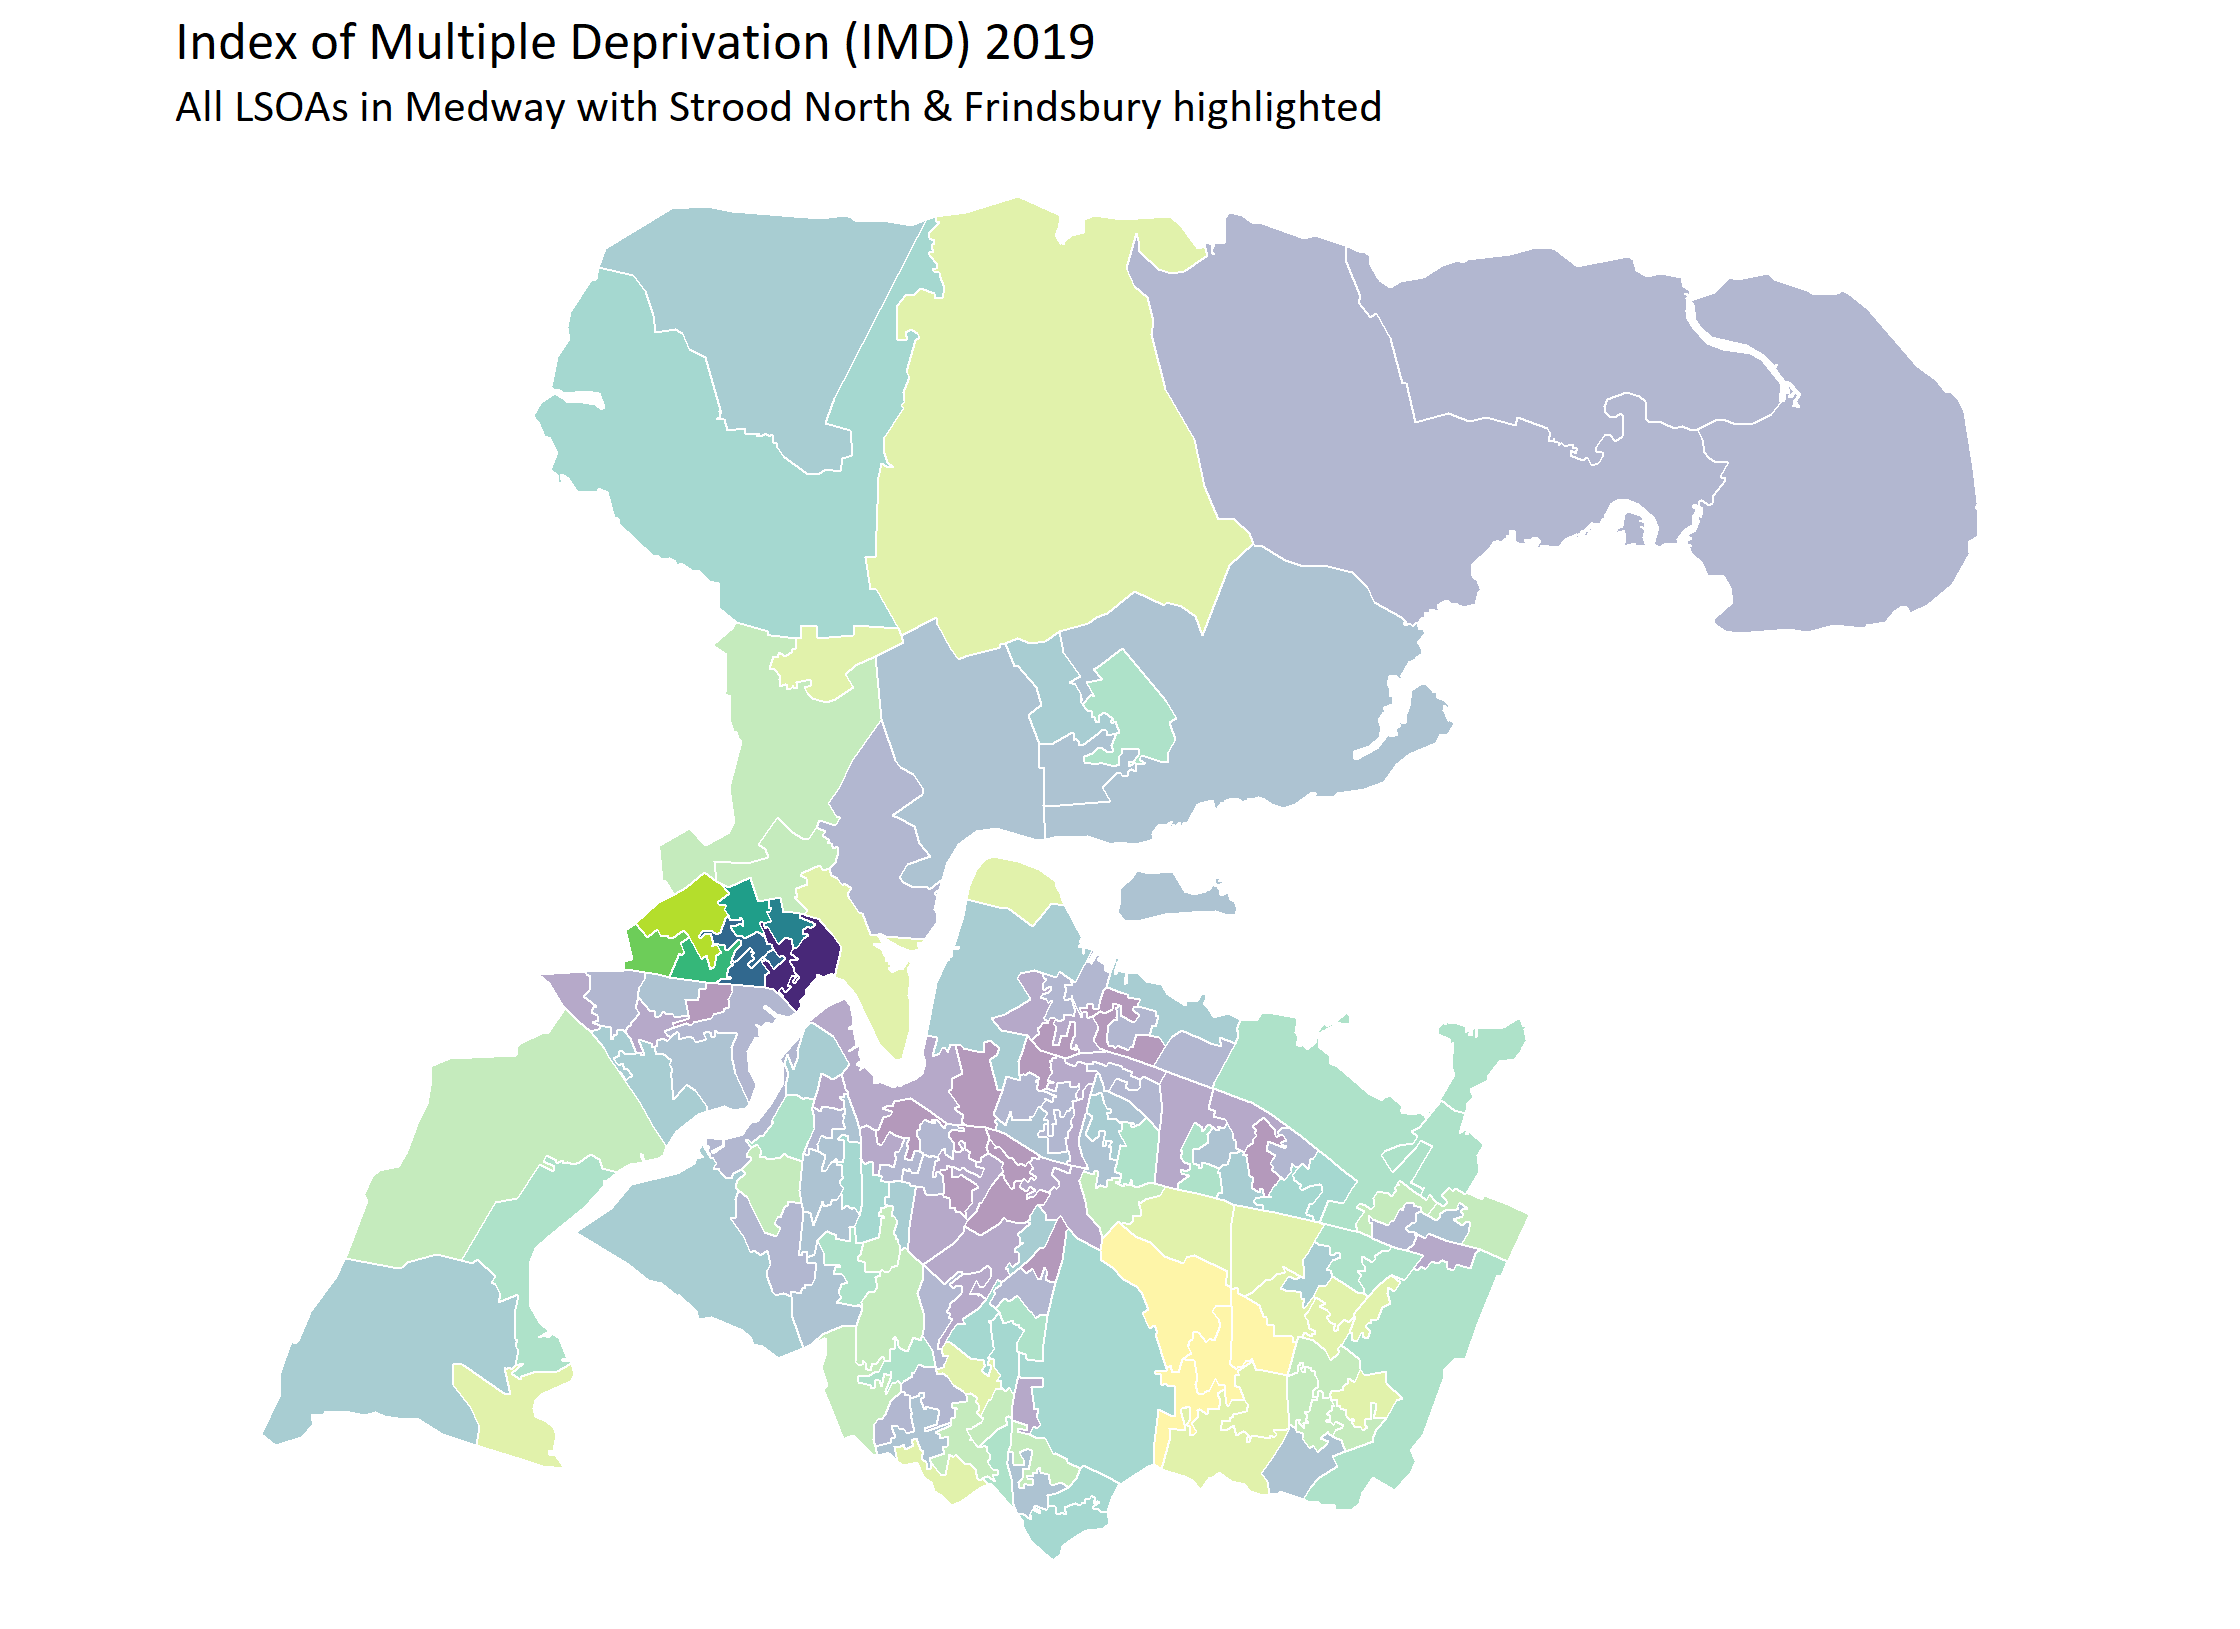 Index of Multiple Deprivation (IMD) 2019
All LSOAs in Medway with Strood North & Frindsbury highlighted